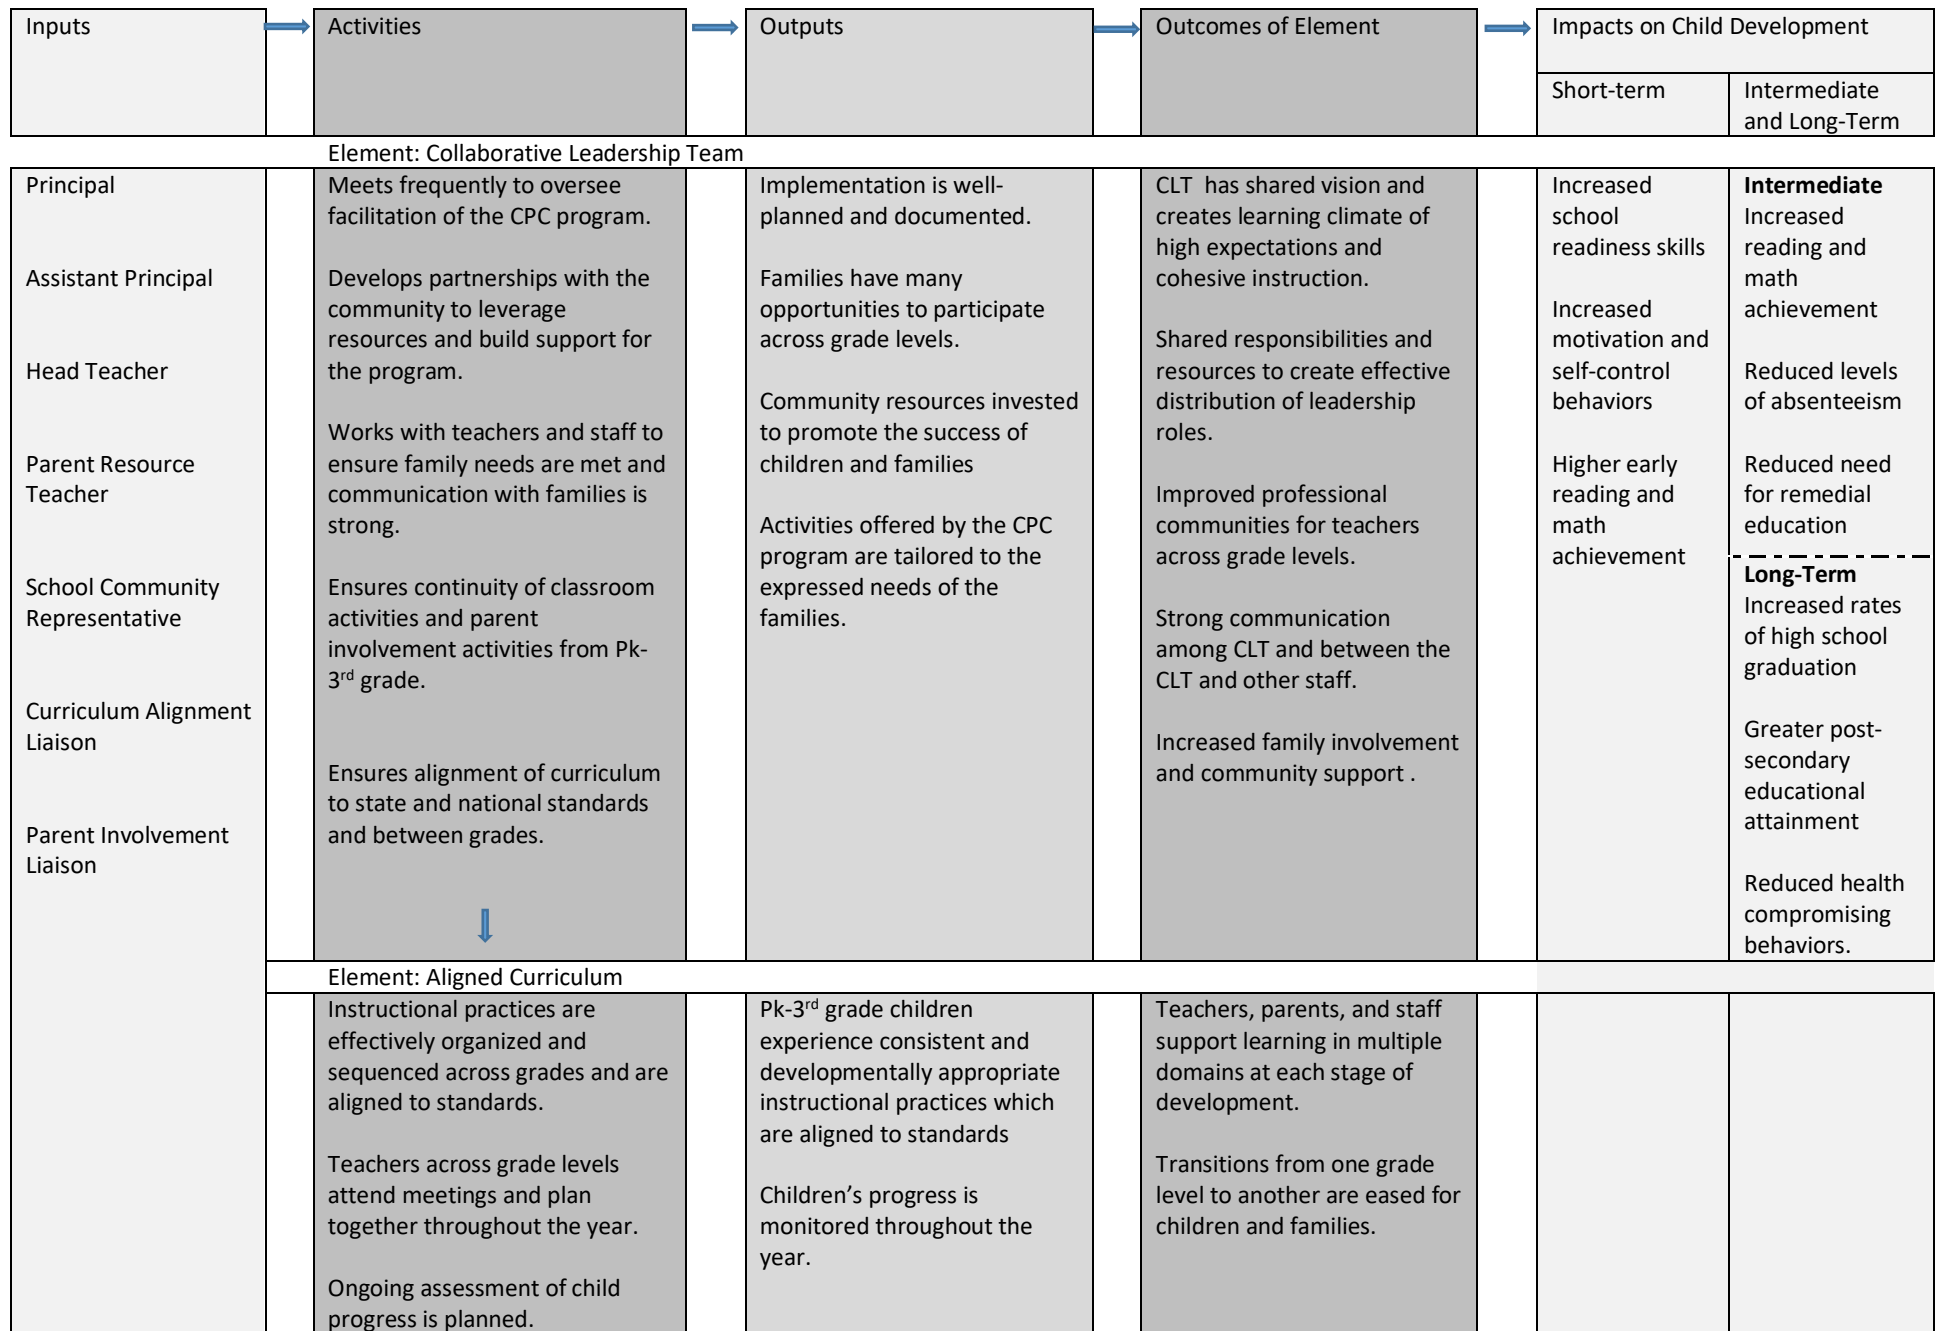 Inputs
Activities
Outputs
Outcomes of Element
Impacts on Child Development
Short-term
Intermediate
and Long-Term
Element: Collaborative Leadership Team
Principal
Assistant Principal
Head Teacher
Parent Resource
Teacher
School Community
Representative
Curriculum Alignment
Liaison
Parent Involvement
Liaison
Meets frequently to oversee
facilitation of the CPC program.
Develops partnerships with the
community to leverage
resources and build support for
the program.
Works with teachers and staff to
ensure family needs are met and
communication with families is
strong.
Ensures continuity of classroom
activities and parent
involvement activities from Pk-
3rd grade.
Ensures alignment of curriculum
to state and national standards
and between grades.
Implementation is well-
planned and documented.
Families have many
opportunities to participate
across grade levels.
Community resources invested
to promote the success of
children and families
Activities offered by the CPC
program are tailored to the
expressed needs of the
families.
CLT has shared vision and
creates learning climate of
high expectations and
cohesive instruction.
Shared responsibilities and
resources to create effective
distribution of leadership
roles.
Improved professional
communities for teachers
across grade levels.
Strong communication
among CLT and between the
CLT and other staff.
Increased family involvement
and community support .
Increased
school
readiness skills
Increased
motivation and
self-control
behaviors
Higher early
reading and
math
achievement
Intermediate
Increased
reading and
math
achievement
Reduced levels
of absenteeism
Reduced need
for remedial
education
Long-Term
Increased rates
of high school
graduation
Greater post-
secondary
educational
attainment
Reduced health
compromising
behaviors.
Element: Aligned Curriculum
Instructional practices are
effectively organized and
sequenced across grades and are
aligned to standards.
Teachers across grade levels
attend meetings and plan
together throughout the year.
Ongoing assessment of child
progress is planned.
Pk-3rd grade children
experience consistent and
developmentally appropriate
instructional practices which
are aligned to standards
Children’s progress is
monitored throughout the
year.
Teachers, parents, and staff
support learning in multiple
domains at each stage of
development.
Transitions from one grade
level to another are eased for
children and families.